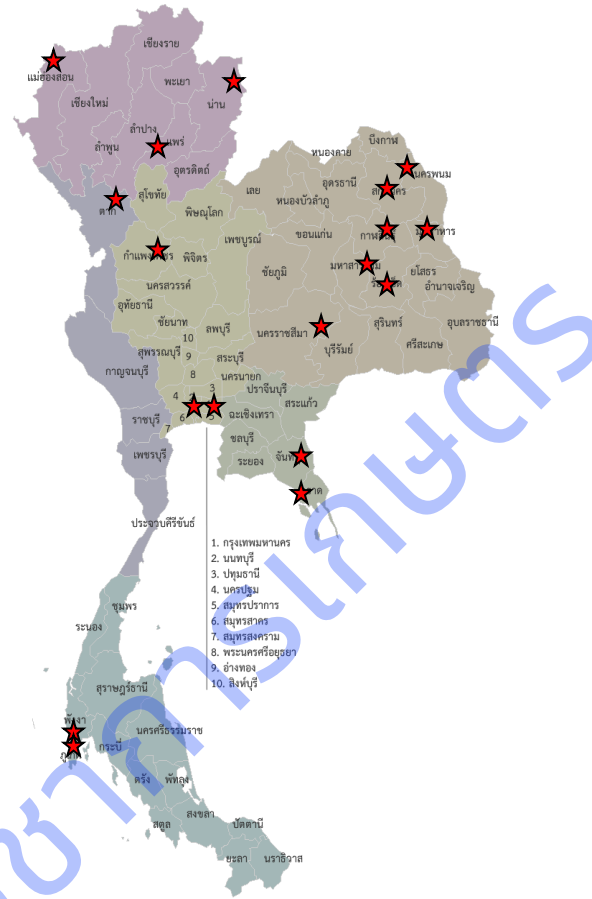 เชียงราย
แม่ฮ่องสอน
พะเยา
เชียงใหม่
น่าน
ลำปาง
แพร่
ลำพูน
อุตรดิตถ์
บึงกาฬ
หนองคาย
นครพนม
อุดรธานี
เลย
หนองบัวลำภู
สุโขทัย
ตาก
พิษณุโลก
ขอนแก่น
เพชรบูรณ์
กำแพงเพชร
พิจิตร
ชัยภูมิ
ยโสธร
อำนาจเจริญ
นครสวรรค์
อุทัยธานี
ชัยนาท
ลพบุรี
นครราชสีมา
สุรินทร์
อุบลราชธานี
10
สุพรรณบุรี
9
สระบุรี
บุรีรัมย์
ศรีสะเกษ
กาญจนบุรี
8
นครนายก
3
ปราจีนบุรี
4
สระแก้ว
ราชบุรี
6
ฉะเชิงเทรา
7
ชลบุรี
เพชรบุรี
ระยอง
ประจวบคีรีขันธ์
1. กรุงเทพมหานคร
2. นนทบุรี
3. ปทุมธานี
4. นครปฐม
5. สมุทรปราการ
6. สมุทรสาคร
7. สมุทรสงคราม
8. พระนครศรีอยุธยา
9. อ่างทอง
10. สิงห์บุรี
ชุมพร
ระนอง
สุราษฎร์ธานี
พังงา
นครศรีธรรมราช
กระบี่
ตรัง
พัทลุง
สงขลา
สตูล
ปัตตานี
ยะลา
นราธิวาส